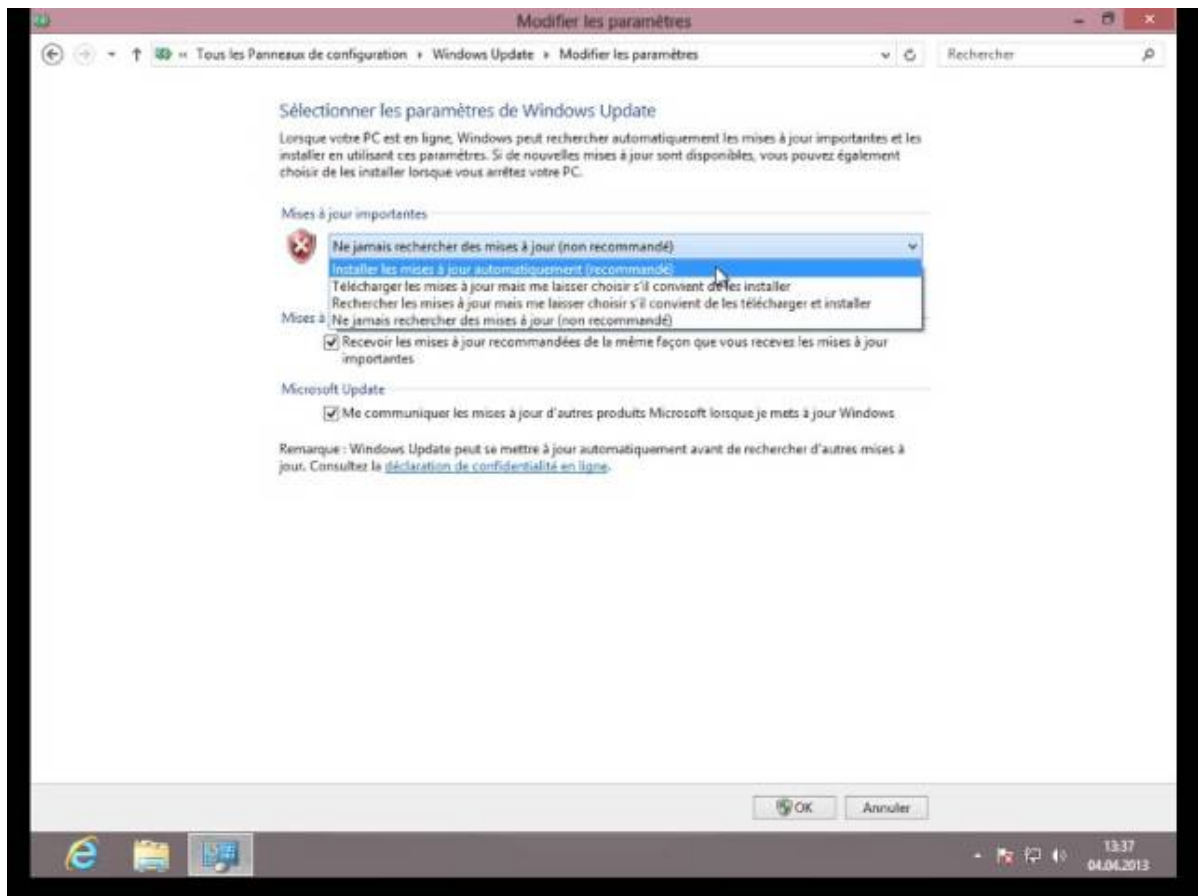 Modifier les paramètres
« Tous les Panneaux de configuration ▸ Windows Update ▸ Modifier les paramètres
Rechercher
Sélectionner les paramètres de Windows Update
Lorsque votre PC est en ligne, Windows peut rechercher automatiquement les mises à jour importantes et les
installer en utilisant ces paramètres. Si de nouvelles mises à jour sont disponibles, vous pouvez également
choisir de les installer lorsque vous arrêtez votre PC.
Mises à jour importantes
Ne jamais rechercher des mises à jour (non recommandé)
Installer les mises à jour automatiquement (recommandé)
Télécharger les mises à jour mais me laisser choisir s'il convient de les installer
Rechercher les mises à jour mais me laisser choisir s'il convient de les télécharger et installer
Mises à
Ne jamais rechercher des mises à jour (non recommandé)
Recevoir les mises à jour recommandées de la même façon que vous recevez les mises à jour
importantes
Microsoft Update
Me communiquer les mises à jour d'autres produits Microsoft lorsque je mets à jour Windows
Remarque : Windows Update peut se mettre à jour automatiquement avant de rechercher d'autres mises à
jour. Consultez la déclaration de confidentialité en ligne.
OK
Annuler
13:37
04.04.2013